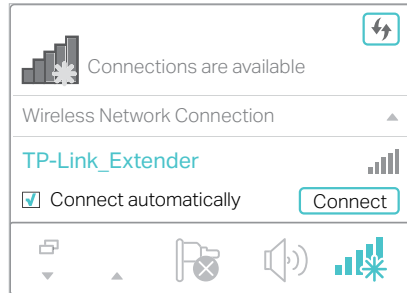 Connections are available
Wireless Network Connection
TP-Link_Extender
Connect automatically
Connect